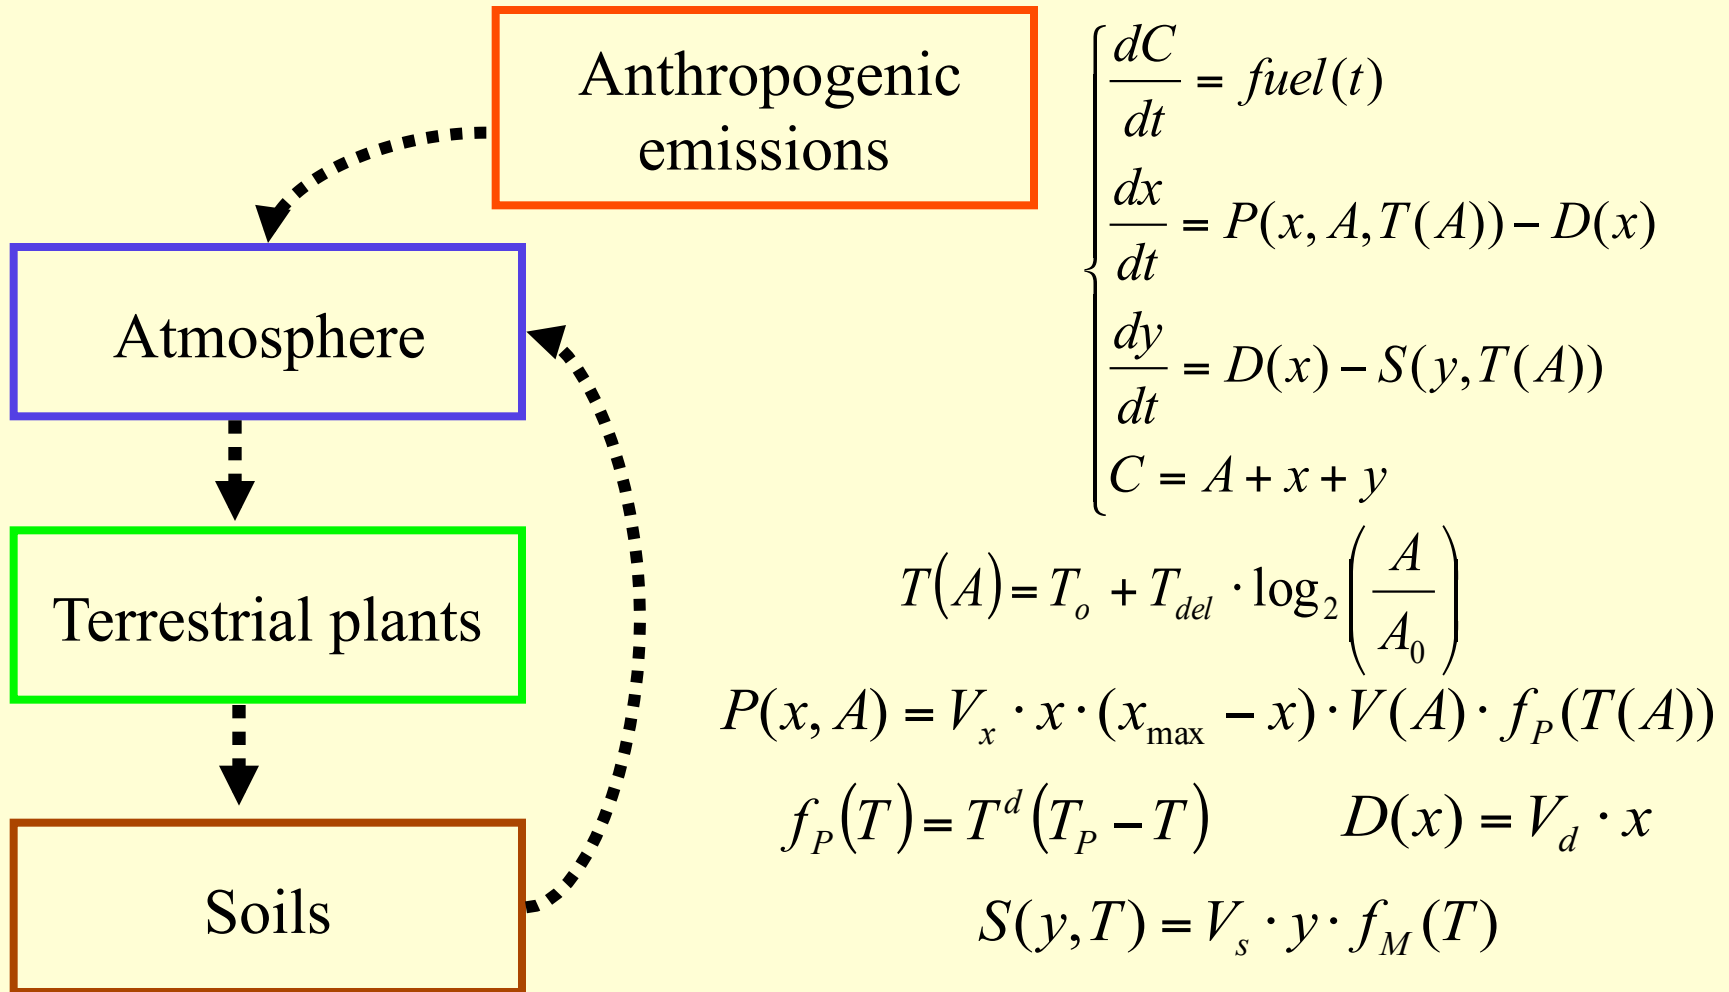 Anthropogenic
emissions
Atmosphere
Terrestrial plants
Soils
dC/dt = fuel(t)
dx/dt = P(x, A, T(A)) − D(x)
dy/dt = D(x) − S(y, T(A))
C = A + x + y
T(A) = T_o + T_del · log_2(A/A_0)
P(x, A) = V_x · x · (x_max − x) · V(A) · f_P(T(A))
f_P(T) = T^d(T_P − T) D(x) = V_d · x
S(y, T) = V_s · y · f_M(T)